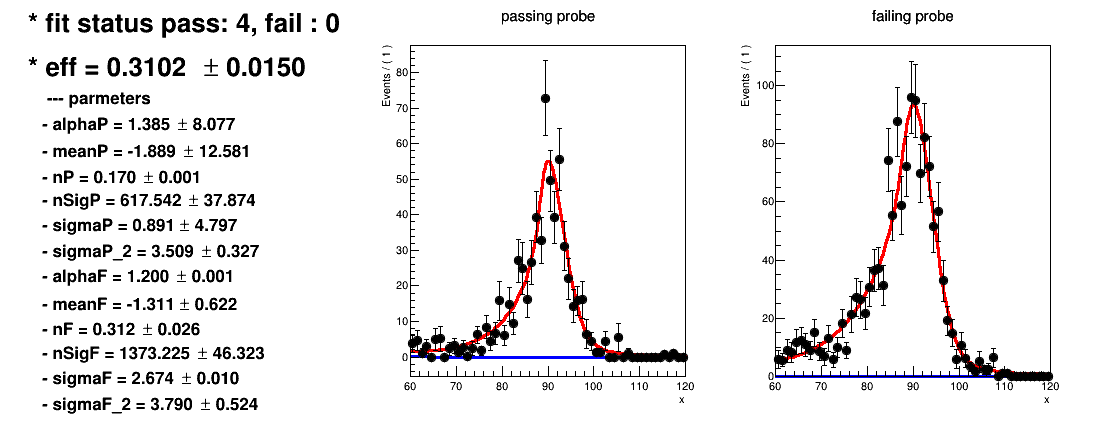 * fit status pass: 4, fail : 0
* eff = 0.3102 ± 0.0150
--- parmeters
- alphaP = 1.385 ± 8.077
- meanP = -1.889 ± 12.581
- nP = 0.170 ± 0.001
- nSigP = 617.542 ± 37.874
- sigmaP = 0.891 ± 4.797
- sigmaP_2 = 3.509 ± 0.327
- alphaF = 1.200 ± 0.001
- meanF = -1.311 ± 0.622
- nF = 0.312 ± 0.026
- nSigF = 1373.225 ± 46.323
- sigmaF = 2.674 ± 0.010
- sigmaF_2 = 3.790 ± 0.524
passing probe
Events / ( 1 )
80
70
60
50
40
30
20
10
0
60 70 80 90 100 110 120
x
failing probe
Events / ( 1 )
100
80
60
40
20
0
60 70 80 90 100 110 120
x